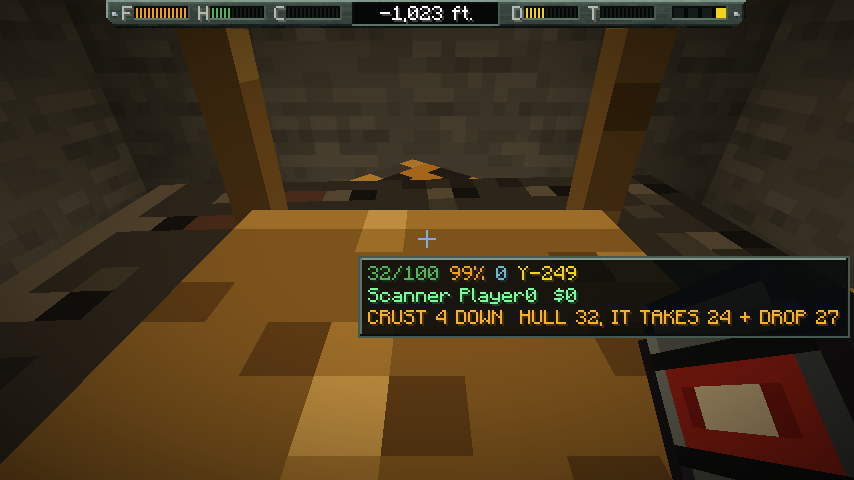 F H C -1,023 ft. D T
32/100 99% 0 Y-249
Scanner Player0 $0
CRUST 4 DOWN HULL 32, IT TAKES 24 + DROP 27